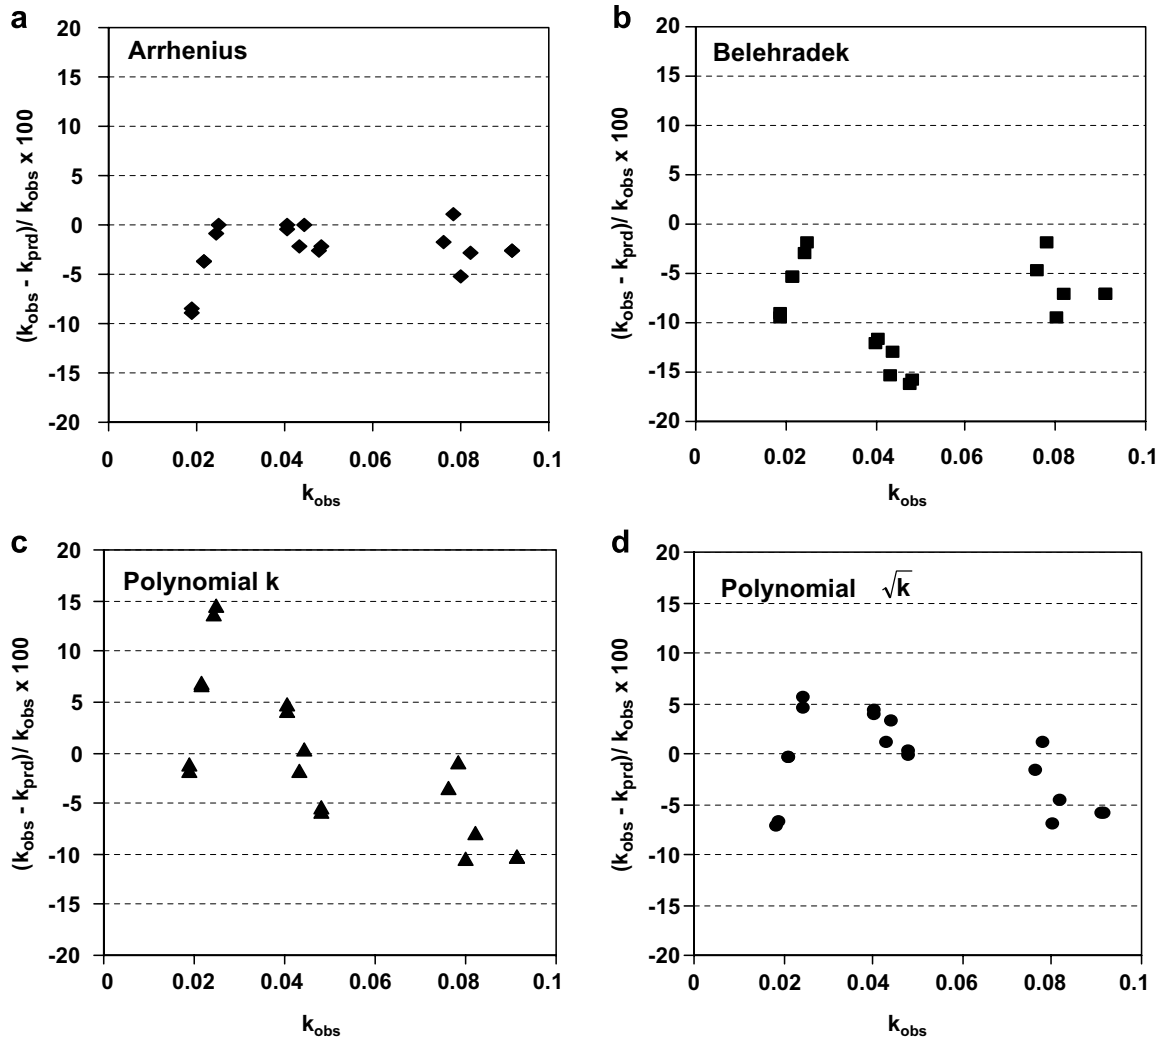 a
Arrhenius
20
15
10
5
0
-5
-10
-15
-20
(kobs - kprd)/ kobs x 100
0 0.02 0.04 0.06 0.08 0.1
kobs
b
Belehradek
20
15
10
5
0
-5
-10
-15
-20
(kobs - kprd)/ kobs x 100
0 0.02 0.04 0.06 0.08 0.1
kobs
c
Polynomial k
20
15
10
5
0
-5
-10
-15
-20
(kobs - kprd)/ kobs x 100
0 0.02 0.04 0.06 0.08 0.1
kobs
d
Polynomial √k
20
15
10
5
0
-5
-10
-15
-20
(kobs - kprd)/ kobs x 100
0 0.02 0.04 0.06 0.08 0.1
kobs